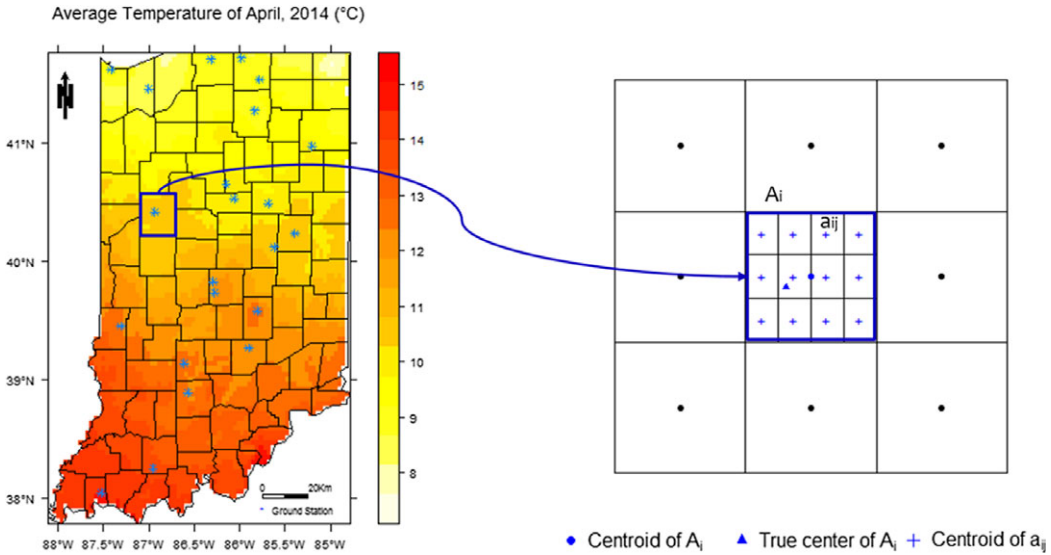 Average Temperature of April, 2014 (°C)
N
41°N
40°N
39°N
38°N
88°W 87.5°W 87°W 86.5°W 86°W 85.5°W 85°W
0 20Km
* Ground Station
15
14
13
12
11
10
9
8
Ai
aij
Centroid of Ai
True center of Ai
Centroid of aij